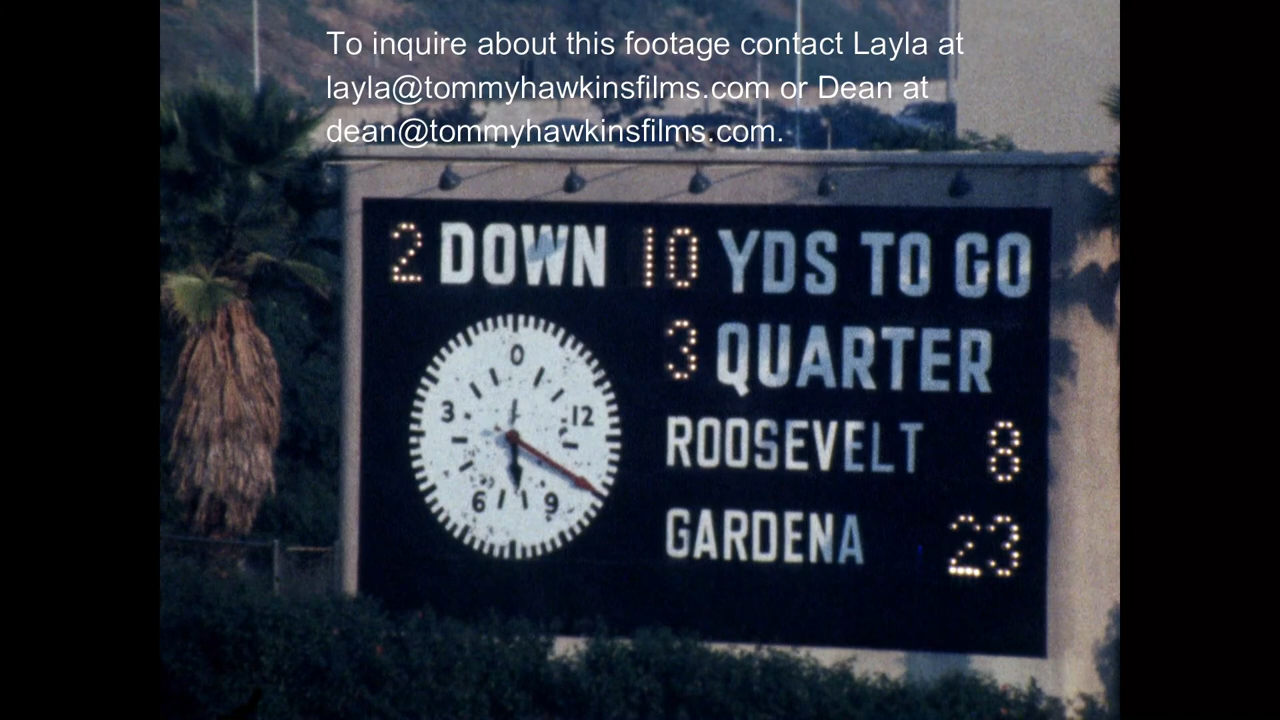 To inquire about this footage contact Layla at
layla@tommyhawkinsfilms.com or Dean at
dean@tommyhawkinsfilms.com.
2 DOWN 10 YDS TO GO
3 QUARTER
ROOSEVELT 8
GARDENA 23
0
3 12
6 9